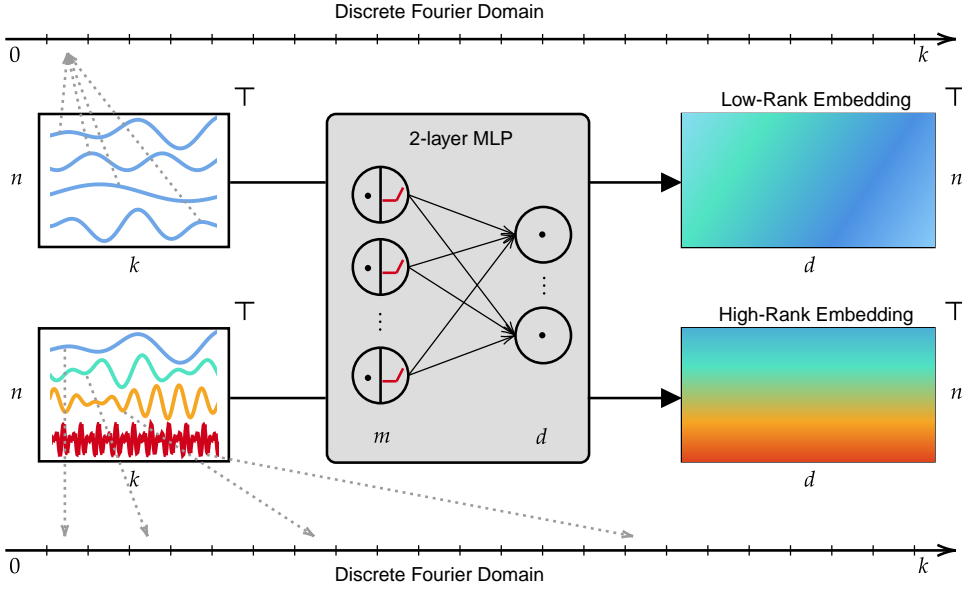 Discrete Fourier Domain
0 k
⊤ Low-Rank Embedding ⊤
2-layer MLP
n n
k d
⊤ High-Rank Embedding ⊤
n n
m d
k d
0 k
Discrete Fourier Domain